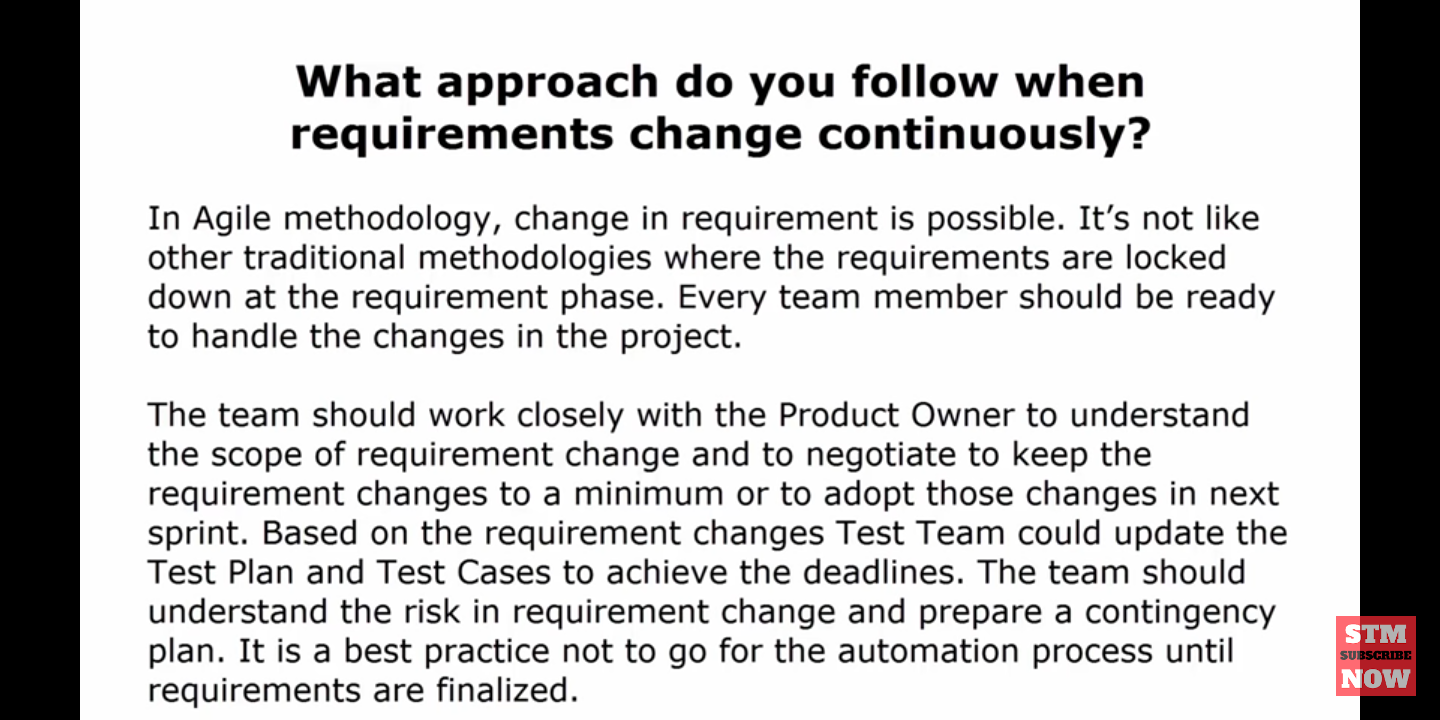 What approach do you follow when
requirements change continuously?
In Agile methodology, change in requirement is possible. It’s not like
other traditional methodologies where the requirements are locked
down at the requirement phase. Every team member should be ready
to handle the changes in the project.
The team should work closely with the Product Owner to understand
the scope of requirement change and to negotiate to keep the
requirement changes to a minimum or to adopt those changes in next
sprint. Based on the requirement changes Test Team could update the
Test Plan and Test Cases to achieve the deadlines. The team should
understand the risk in requirement change and prepare a contingency
plan. It is a best practice not to go for the automation process until
requirements are finalized.
STM
SUBSCRIBE
NOW